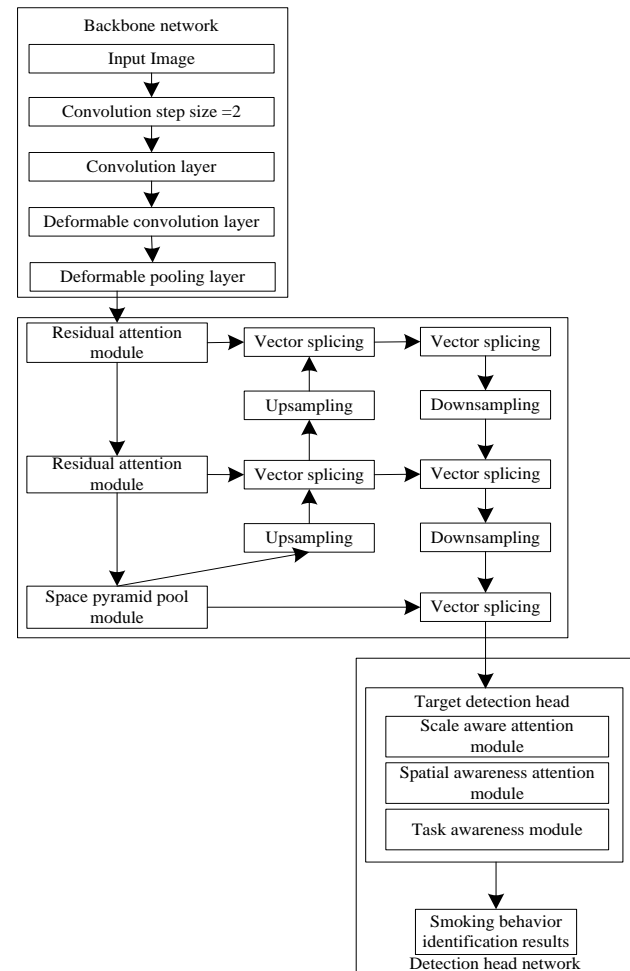 Backbone network
Input Image
Convolution step size =2
Convolution layer
Deformable convolution layer
Deformable pooling layer
Residual attention
module
Vector splicing
Vector splicing
Upsampling
Downsampling
Residual attention
module
Vector splicing
Vector splicing
Upsampling
Downsampling
Space pyramid pool
module
Vector splicing
Target detection head
Scale aware attention
module
Spatial awareness attention
module
Task awareness module
Smoking behavior
identification results
Detection head network